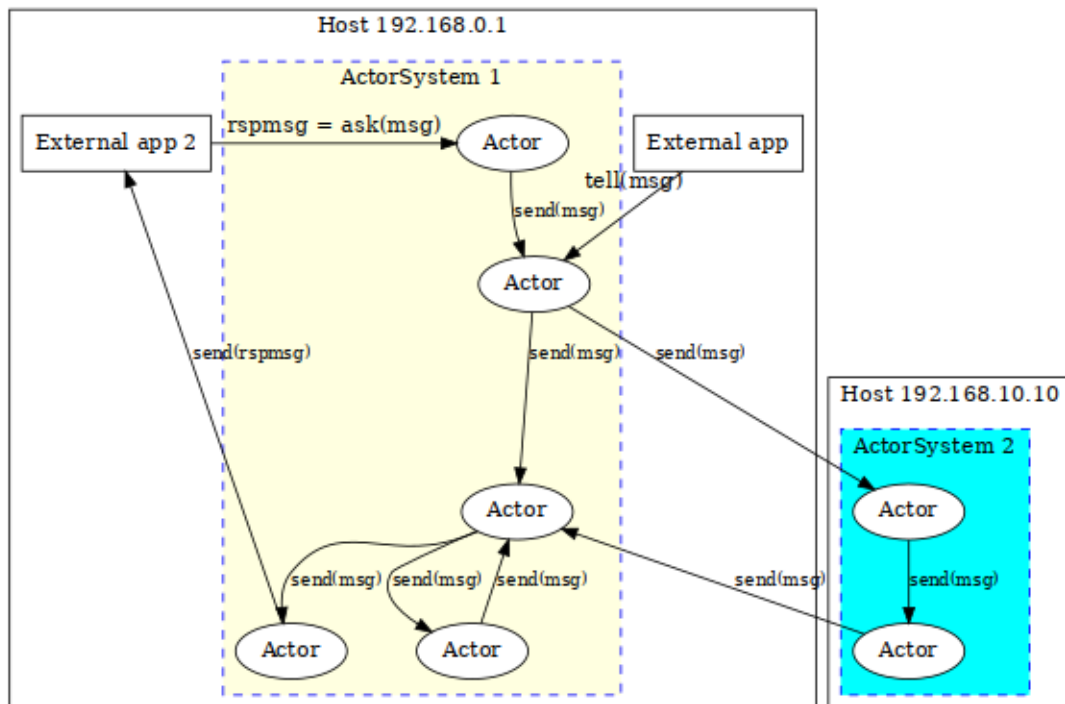 Host 192.168.0.1
ActorSystem 1
External app 2
rspmsg = ask(msg)
Actor
External app
tell(msg)
send(msg)
Actor
send(rspmsg)
send(msg)
send(msg)
Host 192.168.10.10
ActorSystem 2
Actor
Actor
send(msg)
send(msg)
send(msg)
send(msg)
send(msg)
Actor
Actor
Actor